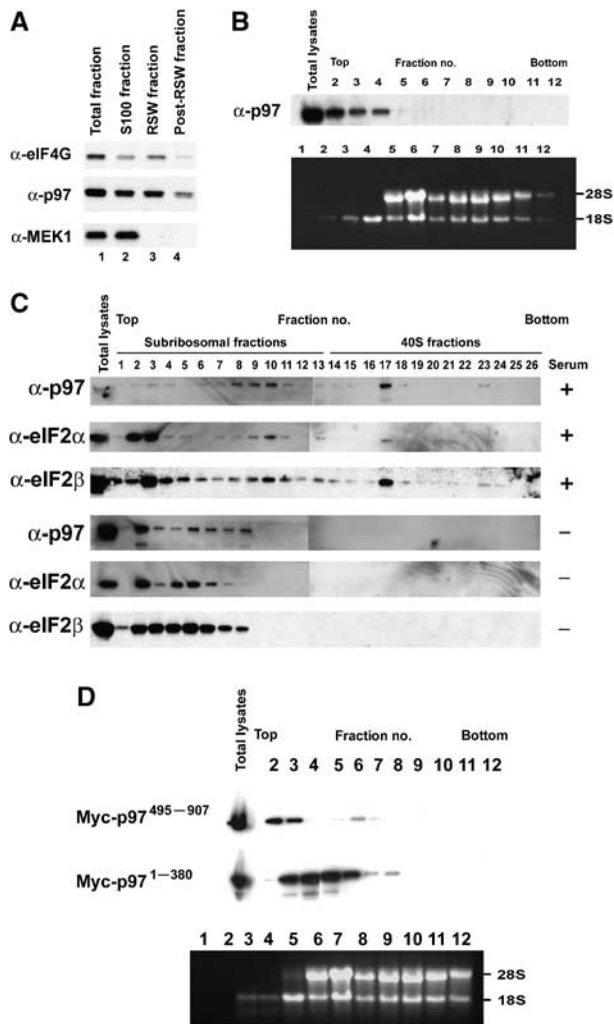 A
Total fraction
S100 fraction
RSW fraction
Post-RSW fraction
α-eIF4G
α-p97
α-MEK1
1 2 3 4
B
Total lysates
Top Fraction no. Bottom
2 3 4 5 6 7 8 9 10 11 12
α-p97
1 2 3 4 5 6 7 8 9 10 11 12
28S
18S
C
Total lysates
Top Fraction no. Bottom
Subribosomal fractions 40S fractions
1 2 3 4 5 6 7 8 9 10 11 12 13 14 15 16 17 18 19 20 21 22 23 24 25 26 Serum
α-p97 +
α-eIF2α +
α-eIF2β +
α-p97 −
α-eIF2α −
α-eIF2β −
D
Total lysates
Top Fraction no. Bottom
2 3 4 5 6 7 8 9 10 11 12
Myc-p97495–907
Myc-p971–380
1 2 3 4 5 6 7 8 9 10 11 12
28S
18S